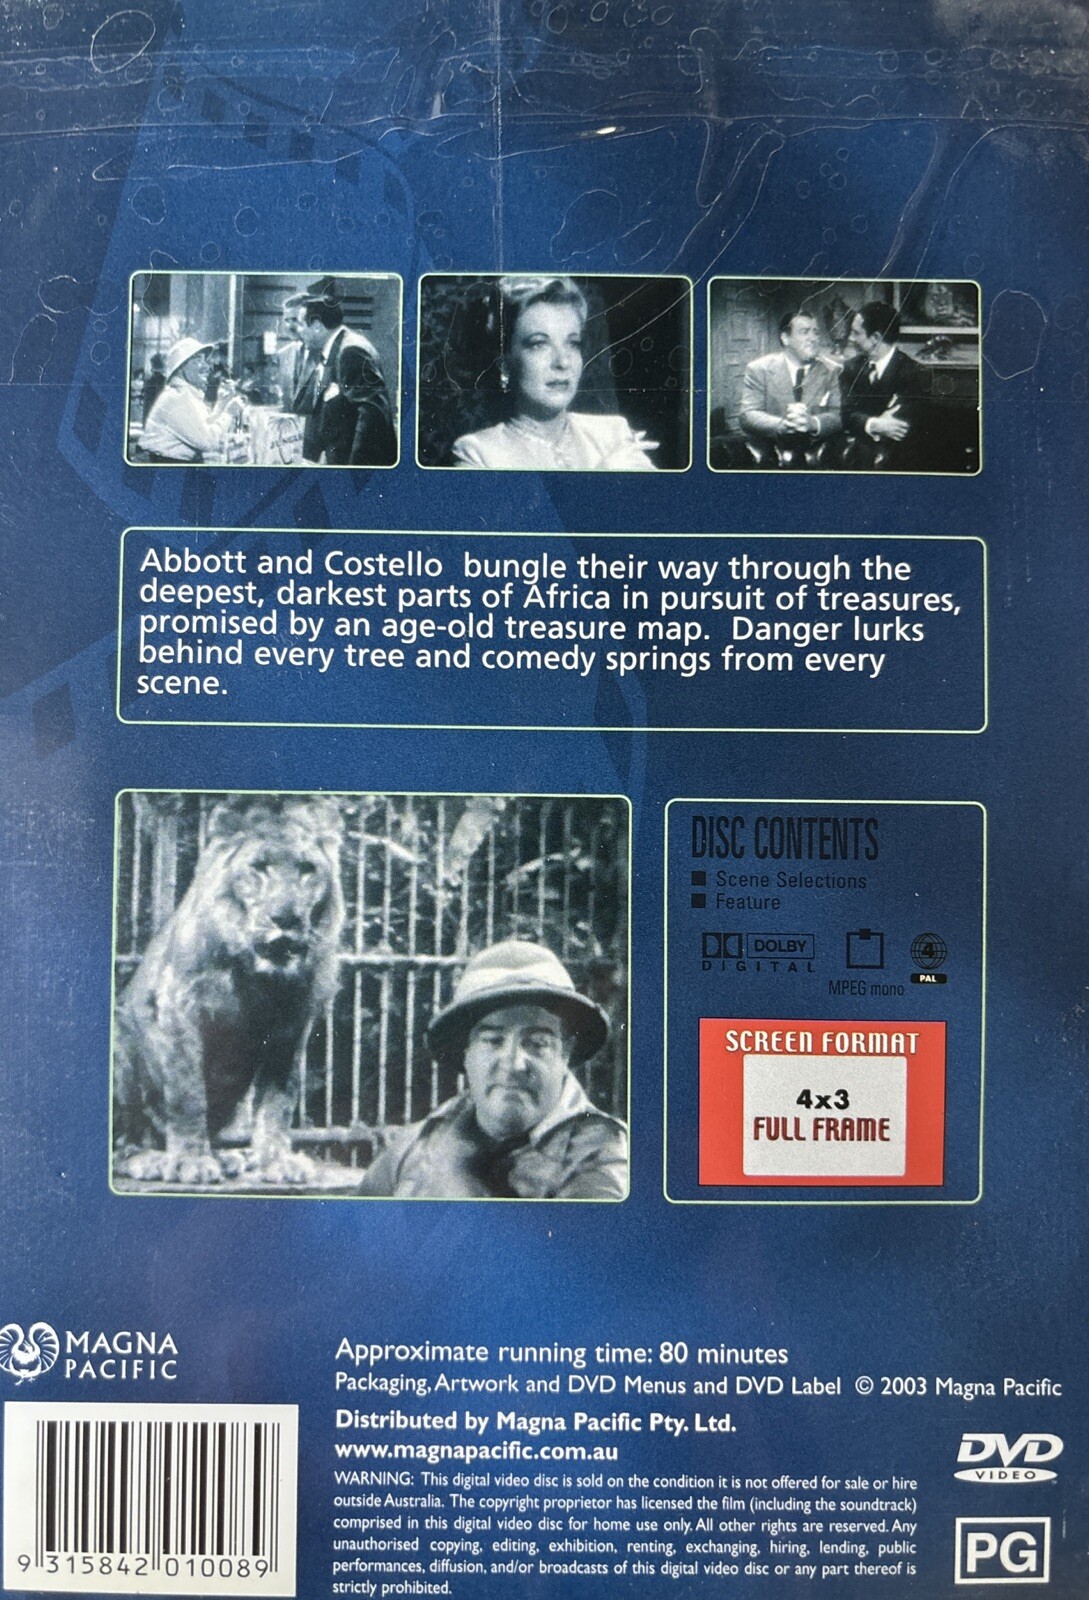 Abbott and Costello bungle their way through the
deepest, darkest parts of Africa in pursuit of treasures,
promised by an age-old treasure map. Danger lurks
behind every tree and comedy springs from every
scene.
DISC CONTENTS
Scene Selections
Feature
DOLBY
DIGITAL
MPEG mono
4
PAL
SCREEN FORMAT
4x3
FULL FRAME
MAGNA
PACIFIC
Approximate running time: 80 minutes
Packaging, Artwork and DVD Menus and DVD Label © 2003 Magna Pacific
Distributed by Magna Pacific Pty. Ltd.
www.magnapacific.com.au
WARNING: This digital video disc is sold on the condition it is not offered for sale or hire
outside Australia. The copyright proprietor has licensed the film (including the soundtrack)
comprised in this digital video disc for home use only. All other rights are reserved. Any
unauthorised copying, editing, exhibition, renting, exchanging, hiring, lending, public
performances, diffusion, and/or broadcasts of this digital video disc or any part thereof is
strictly prohibited.
9 315842 010089
DVD
VIDEO
PG